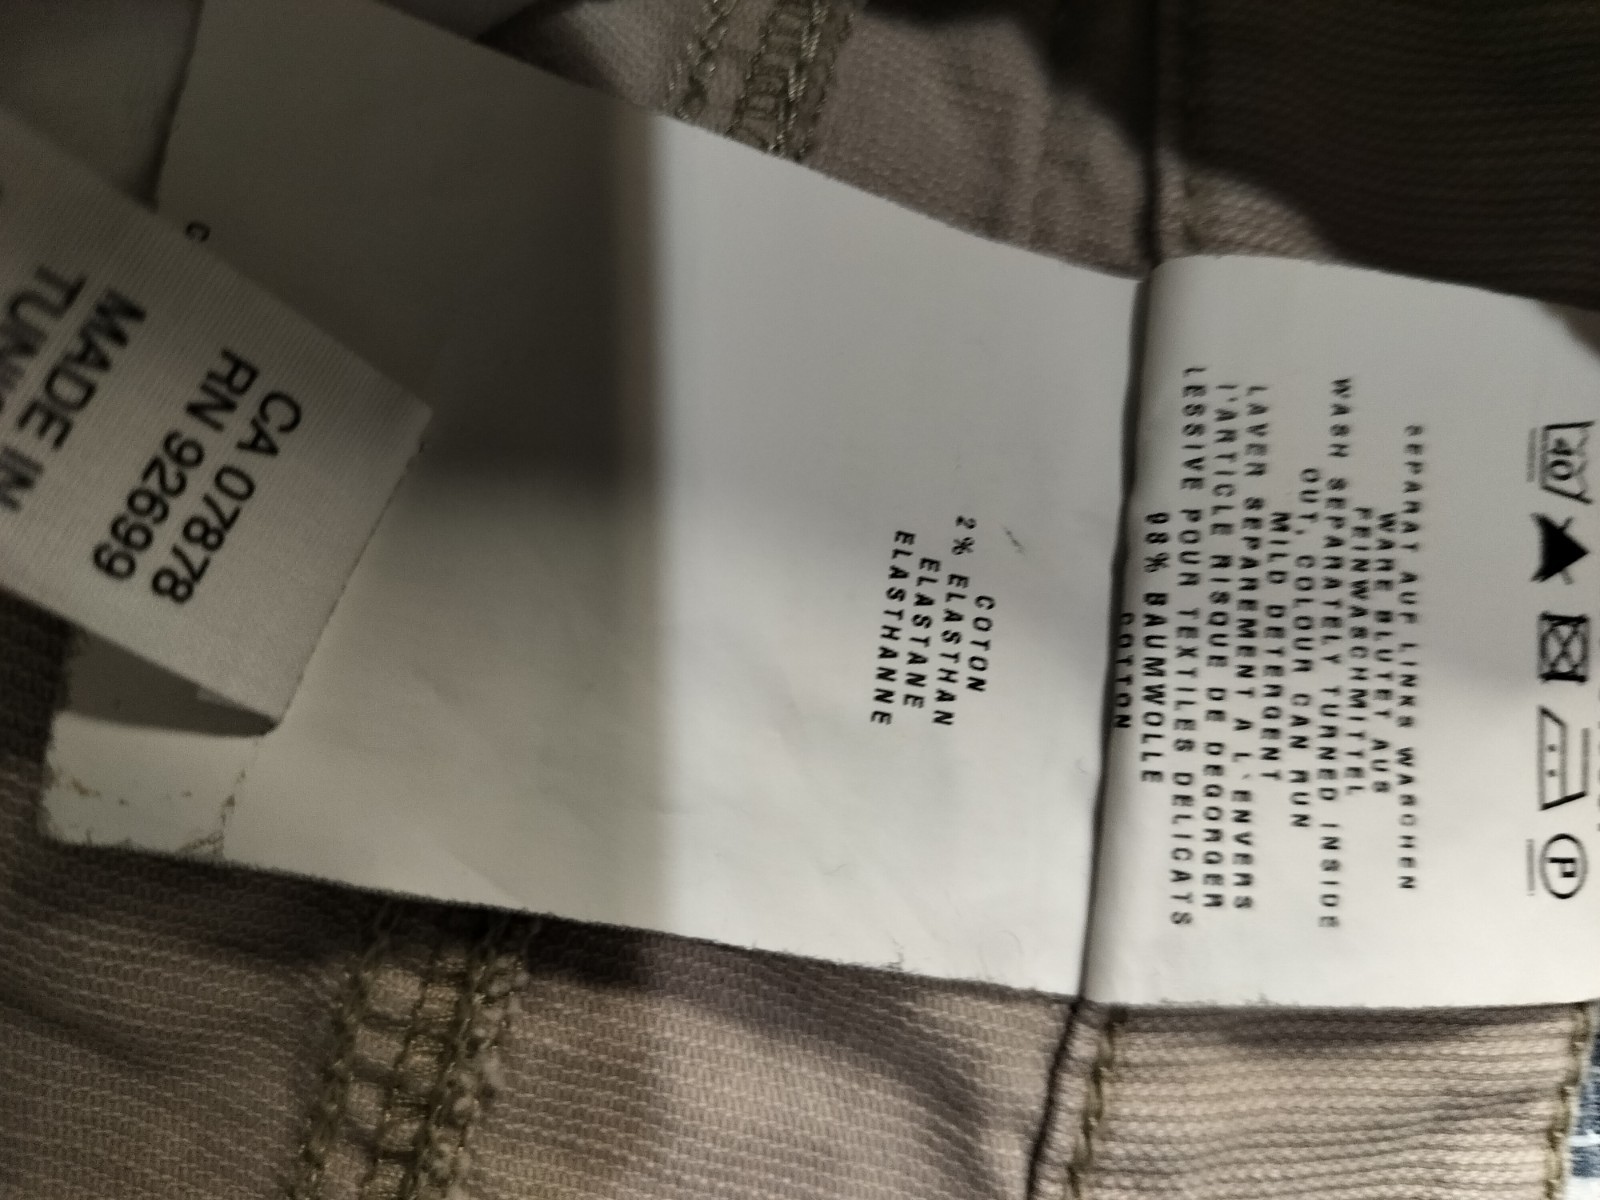 40
P
SEPARAT AUF LINKS WASCHEN
WARE BLUTET AUS
FEINWASCHMITTEL
WASH SEPARATELY TURNED INSIDE
OUT, COLOUR CAN RUN
MILD DETERGENT
LAVER SEPAREMENT A L'ENVERS
l'ARTICLE RISQUE DE DEGORGER
LESSIVE POUR TEXTILES DELICATS
98% BAUMWOLLE
COTTON
COTON
2% ELASTHAN
ELASTANE
ELASTHANNE
CA 07878
RN 92699
MADE IN